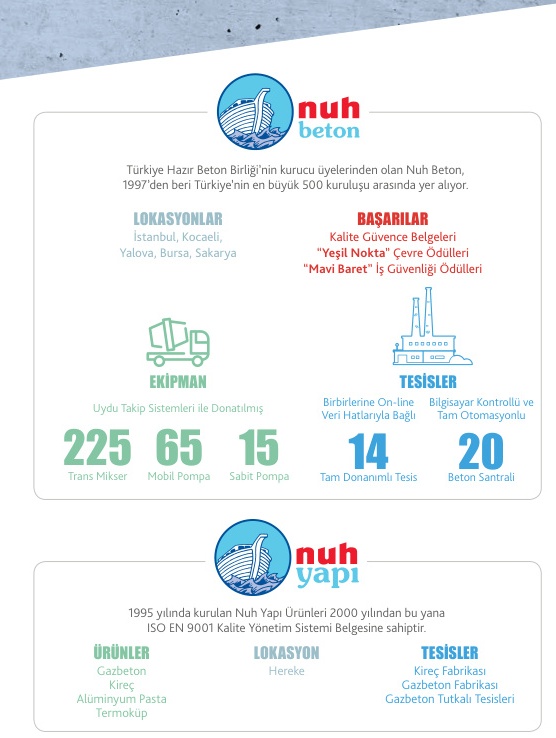 nuh
beton
Türkiye Hazır Beton Birliği'nin kurucu üyelerinden olan Nuh Beton,
1997'den beri Türkiye'nin en büyük 500 kuruluşu arasında yer alıyor.
LOKASYONLAR
İstanbul, Kocaeli,
Yalova, Bursa, Sakarya
BAŞARILAR
Kalite Güvence Belgeleri
"Yeşil Nokta" Çevre Ödülleri
"Mavi Baret" İş Güvenliği Ödülleri
EKİPMAN
Uydu Takip Sistemleri ile Donatılmış
225
Trans Mikser
65
Mobil Pompa
15
Sabit Pompa
TESİSLER
Birbirlerine On-line
Veri Hatlarıyla Bağlı
14
Tam Donanımlı Tesis
Bilgisayar Kontrollü ve
Tam Otomasyonlu
20
Beton Santrali
nuh
yapı
1995 yılında kurulan Nuh Yapı Ürünleri 2000 yılından bu yana
ISO EN 9001 Kalite Yönetim Sistemi Belgesine sahiptir.
ÜRÜNLER
Gazbeton
Kireç
Alüminyum Pasta
Termoküp
LOKASYON
Hereke
TESİSLER
Kireç Fabrikası
Gazbeton Fabrikası
Gazbeton Tutkalı Tesisleri